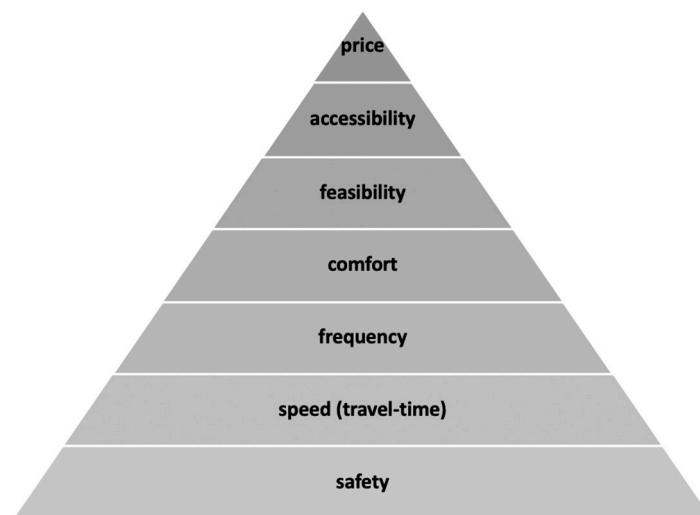 price
accessibility
feasibility
comfort
frequency
speed (travel-time)
safety